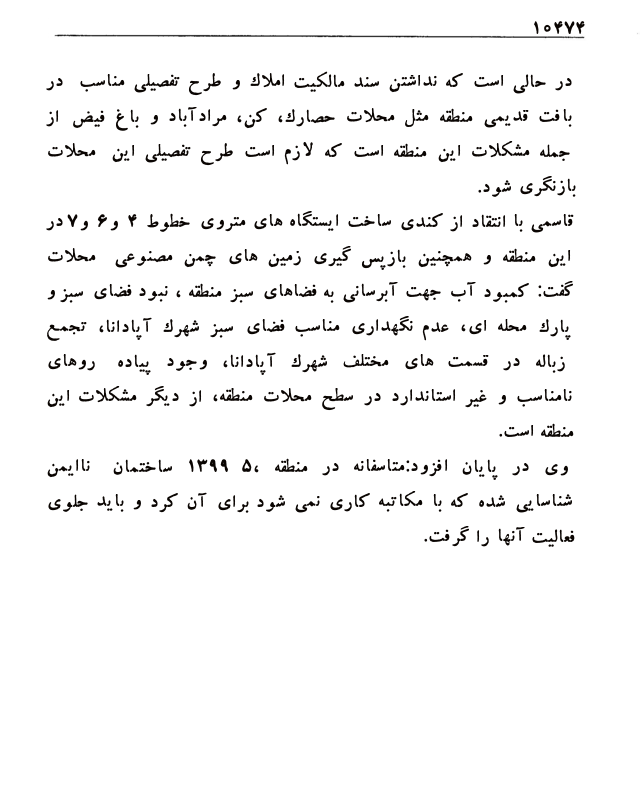 ۱۰۴۷۴
در حالی است که نداشتن سند مالکیت املاك و طرح تفصیلی مناسب در
بافت قدیمی منطقه مثل محلات حصارك، کن، مرادآباد و باغ فیض از
جمله مشکلات این منطقه است که لازم است طرح تفصیلی این محلات
بازنگری شود.
قاسمی با انتقاد از کندی ساخت ایستگاه های متروی خطوط ۴ و ۶ و ۷ در
این منطقه و همچنین بازپس گیری زمین های چمن مصنوعی محلات
گفت: کمبود آب جهت آبرسانی به فضاهای سبز منطقه ، نبود فضای سبز و
پارك محله ای، عدم نگهداری مناسب فضای سبز شهرك آپادانا، تجمع
زباله در قسمت های مختلف شهرك آپادانا، وجود پیاده روهای
نامناسب و غیر استاندارد در سطح محلات منطقه، از دیگر مشکلات این
منطقه است.
وی در پایان افزود:متاسفانه در منطقه ۵، ۱۳۹۹ ساختمان ناایمن
شناسایی شده که با مکاتبه کاری نمی شود برای آن کرد و باید جلوی
فعالیت آنها را گرفت.